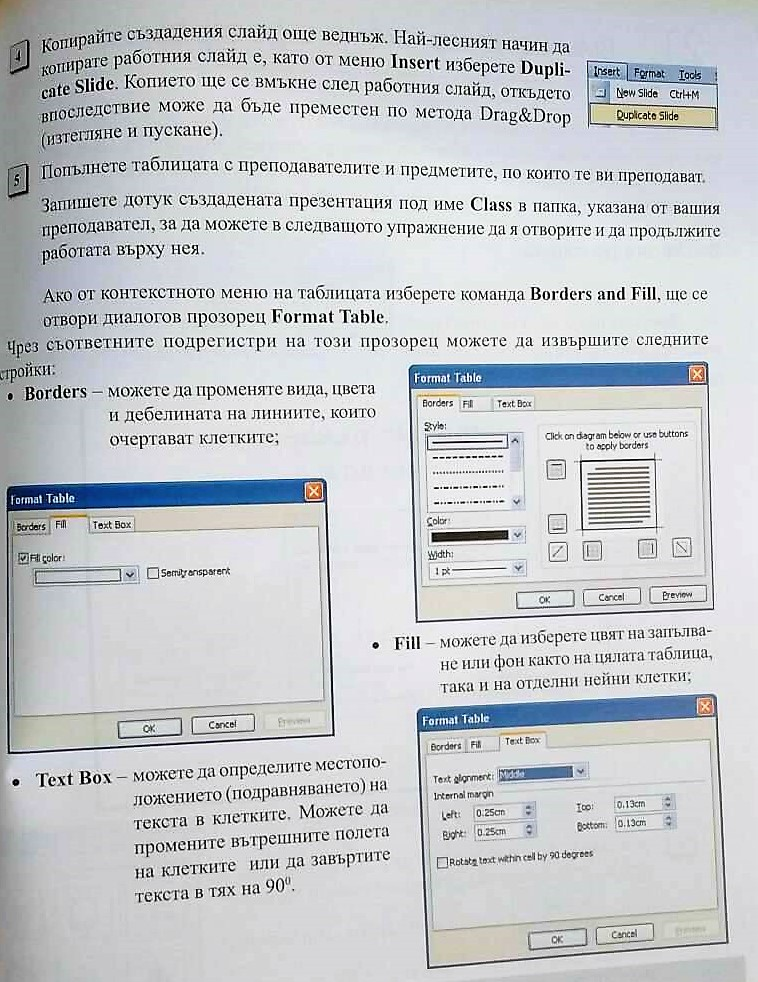 4
Копирайте създадения слайд още веднъж. Най-лесният начин да
копирате работния слайд е, като от меню Insert изберете Dupli-
cate Slide. Копието ще се вмъкне след работния слайд, откъдето
впоследствие може да бъде преместен по метода Drag&Drop
(изтегляне и пускане).
Insert Format Tools
New Slide Ctrl+M
Duplicate Slide
5
Попълнете таблицата с преподавателите и предметите, по които те ви преподават.
Запишете дотук създадената презентация под име Class в папка, указана от вашия
преподавател, за да можете в следващото упражнение да я отворите и да продължите
работата върху нея.
Ако от контекстното меню на таблицата изберете команда Borders and Fill, ще се
отвори диалогов прозорец Format Table.
Чрез съответните подрегистри на този прозорец можете да извършите следните
стройки:
• Borders – можете да променяте вида, цвета
и дебелината на линиите, които
очертават клетките;
Format Table
Borders Fill Text Box
Style:
Click on diagram below or use buttons
to apply borders
Color:
Width:
1 pt
OK Cancel Preview
Format Table
Borders Fill Text Box
Fill color:
Semitransparent
OK Cancel Preview
• Fill – можете да изберете цвят на запълва-
не или фон както на цялата таблица,
така и на отделни нейни клетки;
• Text Box – можете да определите местопо-
ложението (подравняването) на
текста в клетките. Можете да
промените вътрешните полета
на клетките или да завъртите
текста в тях на 90⁰.
Format Table
Borders Fill Text Box
Text alignment: Middle
Internal margin
Left: 0.25cm Top: 0.13cm
Right: 0.25cm Bottom: 0.13cm
Rotate text within cell by 90 degrees
OK Cancel Preview